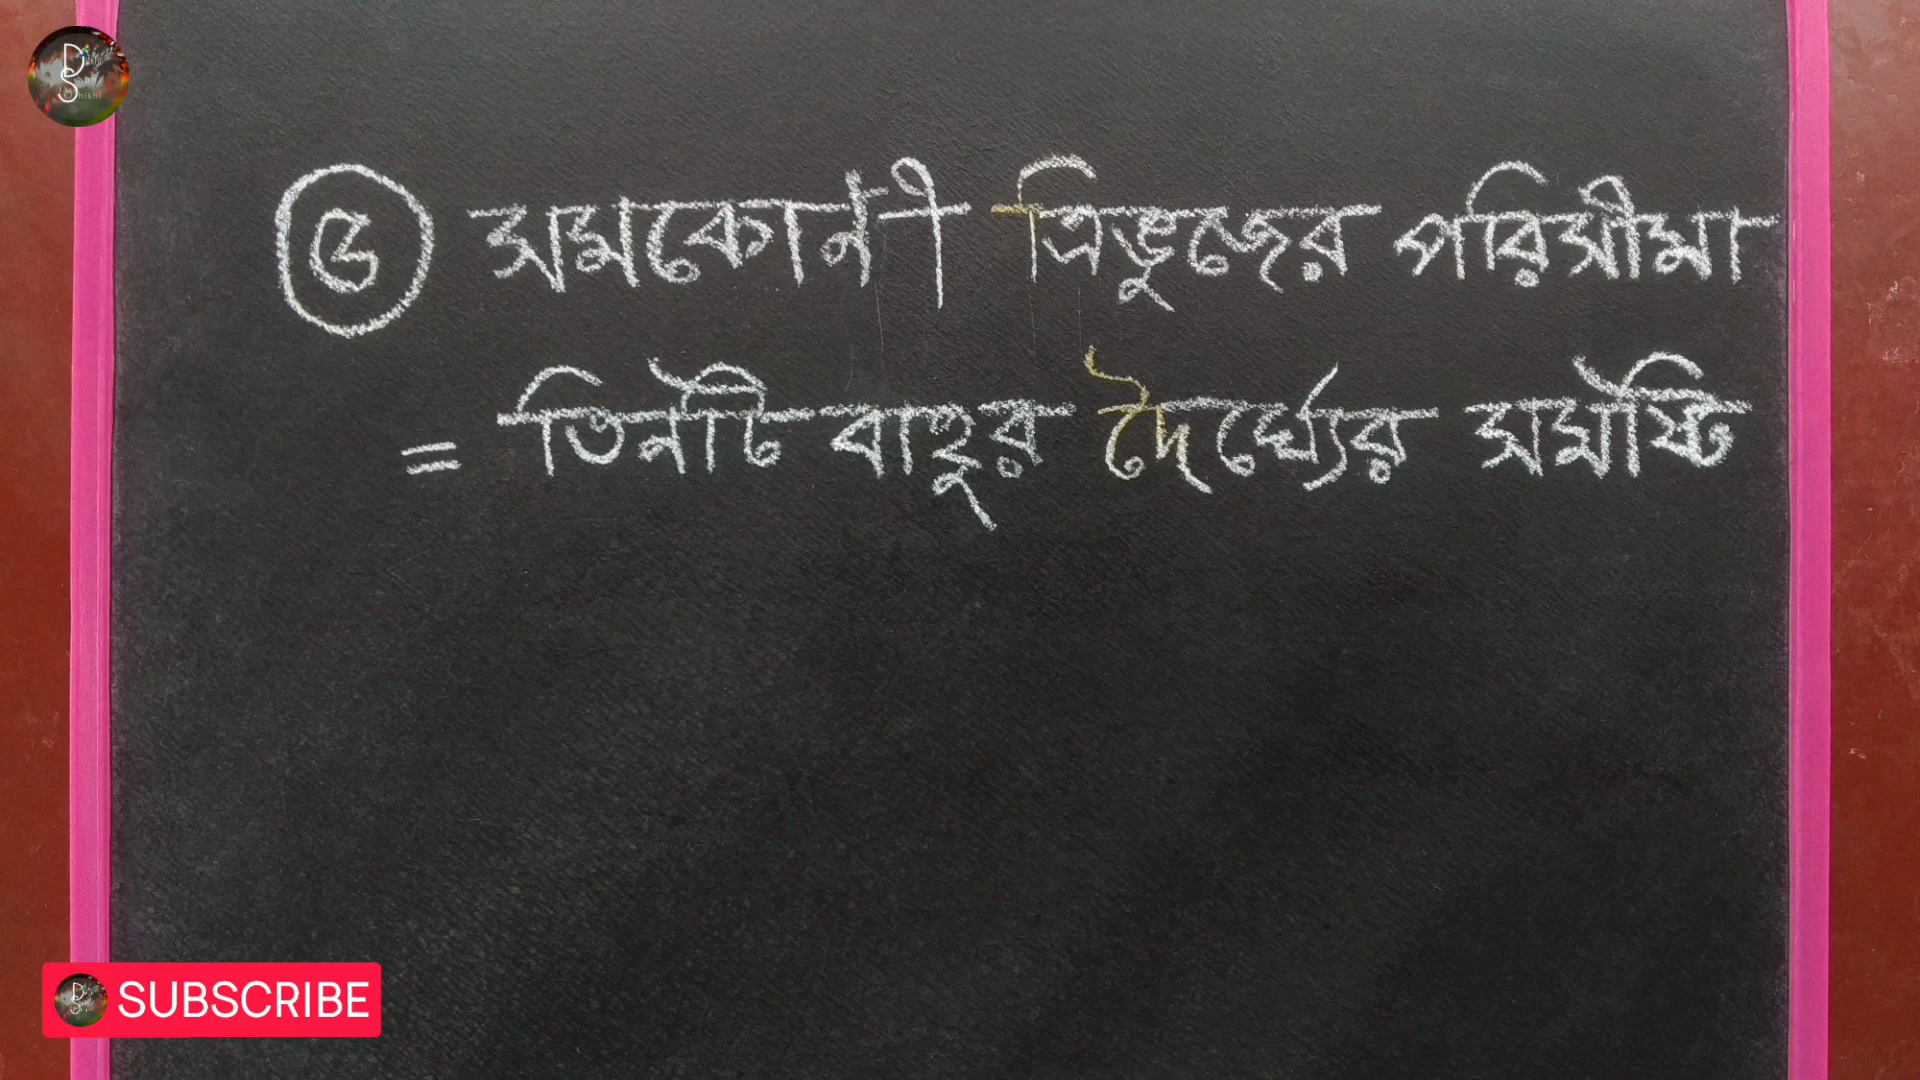 ৬ সমকোনী ত্রিভুজের পরিসীমা
= তিনটি বাহুর দৈর্ঘ্যের সমষ্টি
SUBSCRIBE